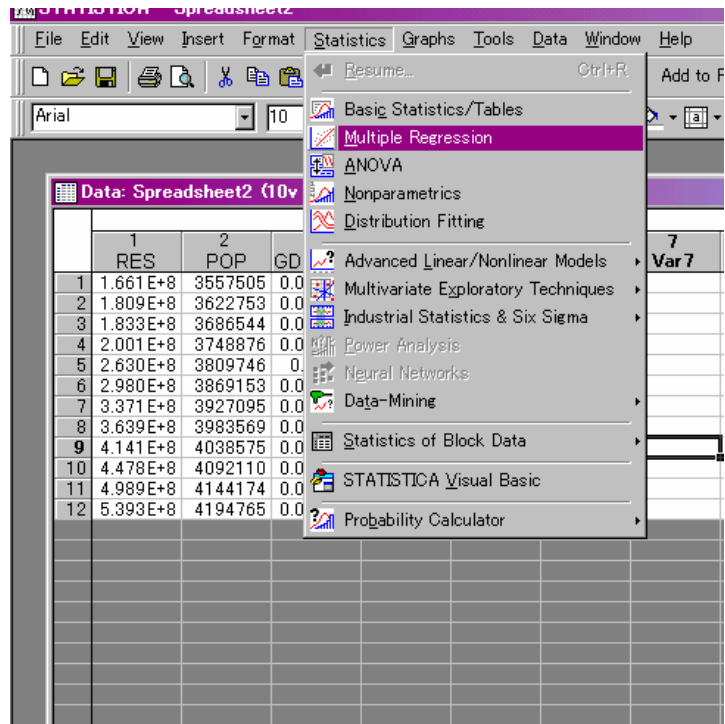 STATISTICA - Spreadsheet2
File Edit View Insert Format Statistics Graphs Tools Data Window Help
Resume... Ctrl+R
Add to
Arial 10
Basic Statistics/Tables
Multiple Regression
ANOVA
Nonparametrics
Distribution Fitting
Advanced Linear/Nonlinear Models
Multivariate Exploratory Techniques
Industrial Statistics & Six Sigma
Power Analysis
Neural Networks
Data-Mining
Statistics of Block Data
STATISTICA Visual Basic
Probability Calculator
Data: Spreadsheet2 (10v
1 2 7
RES POP GD Var7
1 1.661E+8 3557505 0.0
2 1.809E+8 3622753 0.0
3 1.833E+8 3686544 0.0
4 2.001E+8 3748876 0.0
5 2.630E+8 3809746 0.
6 2.980E+8 3869153 0.0
7 3.371E+8 3927095 0.0
8 3.639E+8 3983569 0.0
9 4.141E+8 4038575 0.0
10 4.478E+8 4092110 0.0
11 4.989E+8 4144174 0.0
12 5.393E+8 4194765 0.0